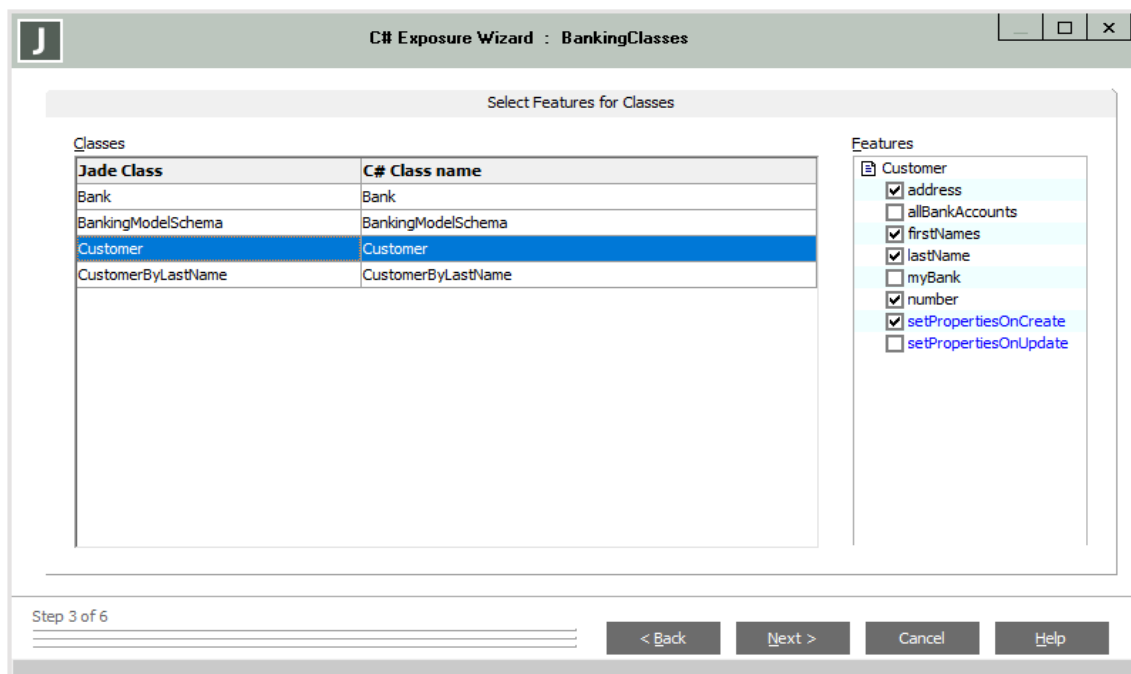 J
C# Exposure Wizard : BankingClasses
Select Features for Classes
Classes
Jade Class C# Class name
Bank Bank
BankingModelSchema BankingModelSchema
Customer Customer
CustomerByLastName CustomerByLastName
Features
Customer
address
allBankAccounts
firstNames
lastName
myBank
number
setPropertiesOnCreate
setPropertiesOnUpdate
Step 3 of 6
< Back Next > Cancel Help